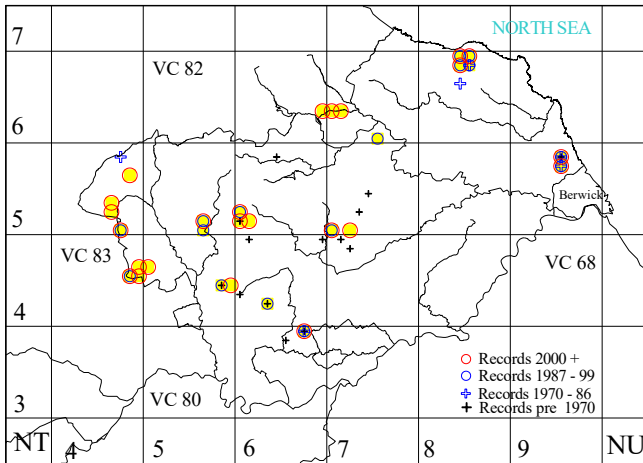 NORTH SEA
7
VC 82
6
Berwick
5
VC 83
VC 68
4
Records 2000 +
Records 1987 - 99
Records 1970 - 86
Records pre 1970
VC 80
3
NT 4 5 6 7 8 9 NU